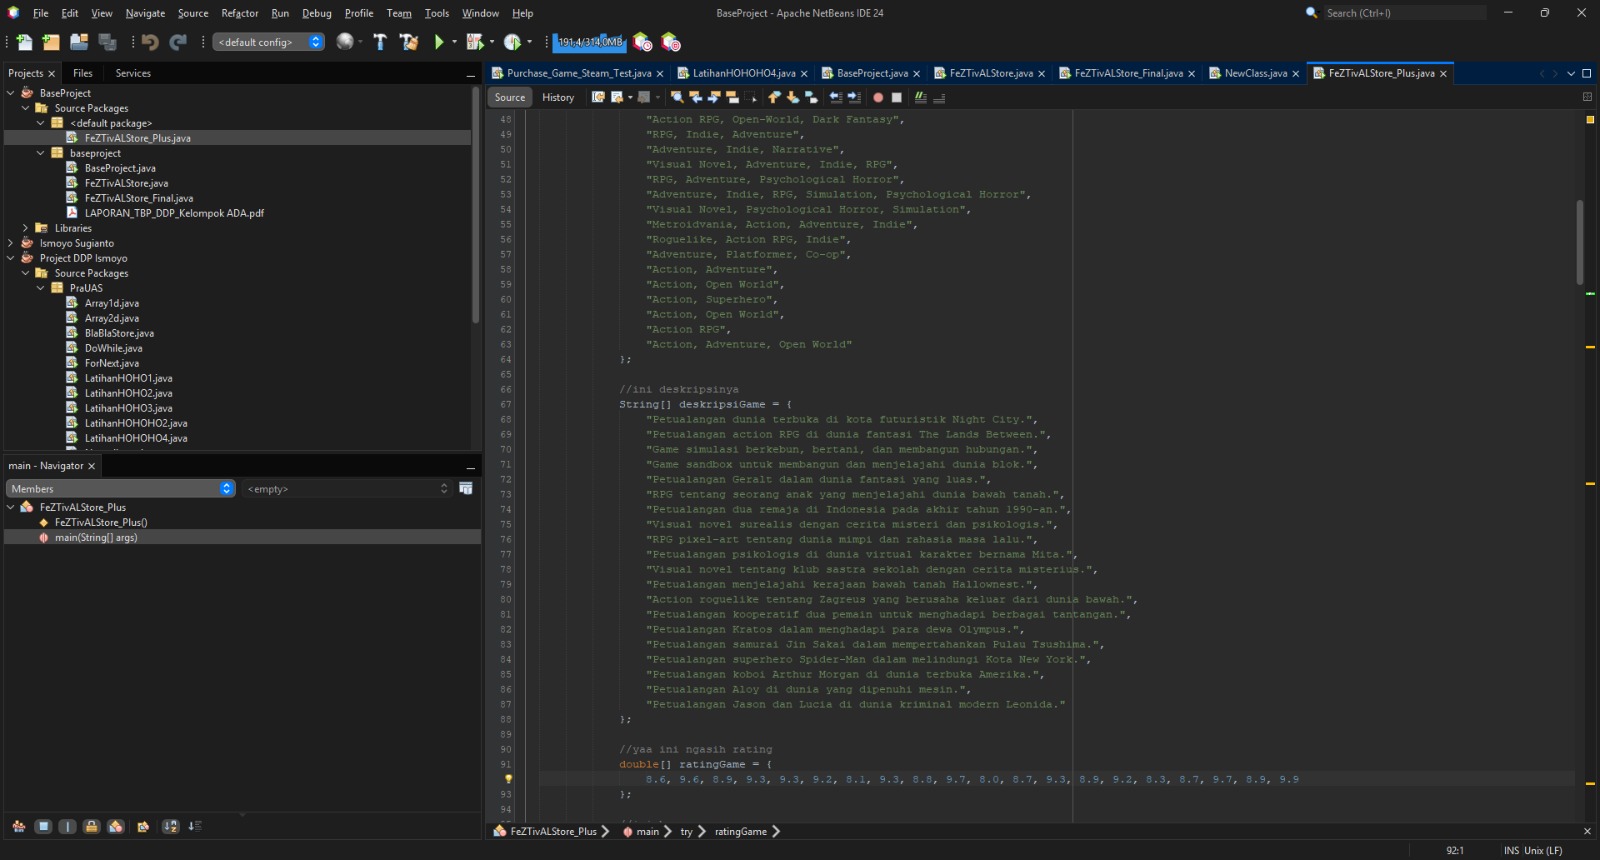 File Edit View Navigate Source Refactor Run Debug Profile Team Tools Window Help
BaseProject - Apache NetBeans IDE 24
Search (Ctrl+I)
<default config>
191,4/314,0MB
Projects
Files
Services
BaseProject
Source Packages
<default package>
FeZTivALStore_Plus.java
baseproject
BaseProject.java
FeZTivALStore.java
FeZTivALStore_Final.java
LAPORAN_TBP_DDP_Kelompok ADA.pdf
Libraries
Ismoyo Sugianto
Project DDP Ismoyo
Source Packages
PraUAS
Array1d.java
Array2d.java
BlaBlaStore.java
DoWhile.java
ForNext.java
LatihanHOHO1.java
LatihanHOHO2.java
LatihanHOHO3.java
LatihanHOHOHO2.java
LatihanHOHOHO4.java
main - Navigator
Members
<empty>
FeZTivALStore_Plus
FeZTivALStore_Plus()
main(String[] args)
Purchase_Game_Steam_Test.java
LatihanHOHOHO4.java
BaseProject.java
FeZTivALStore.java
FeZTivALStore_Final.java
NewClass.java
FeZTivALStore_Plus.java
Source
History
48 "Action RPG, Open-World, Dark Fantasy",
49 "RPG, Indie, Adventure",
50 "Adventure, Indie, Narrative",
51 "Visual Novel, Adventure, Indie, RPG",
52 "RPG, Adventure, Psychological Horror",
53 "Adventure, Indie, RPG, Simulation, Psychological Horror",
54 "Visual Novel, Psychological Horror, Simulation",
55 "Metroidvania, Action, Adventure, Indie",
56 "Roguelike, Action RPG, Indie",
57 "Adventure, Platformer, Co-op",
58 "Action, Adventure",
59 "Action, Open World",
60 "Action, Superhero",
61 "Action, Open World",
62 "Action RPG",
63 "Action, Adventure, Open World"
64 };
65
66 //ini deskripsinya
67 String[] deskripsiGame = {
68 "Petualangan dunia terbuka di kota futuristik Night City.",
69 "Petualangan action RPG di dunia fantasi The Lands Between.",
70 "Game simulasi berkebun, bertani, dan membangun hubungan.",
71 "Game sandbox untuk membangun dan menjelajahi dunia blok.",
72 "Petualangan Geralt dalam dunia fantasi yang luas.",
73 "RPG tentang seorang anak yang menjelajahi dunia bawah tanah.",
74 "Petualangan dua remaja di Indonesia pada akhir tahun 1990-an.",
75 "Visual novel surealis dengan cerita misteri dan psikologis.",
76 "RPG pixel-art tentang dunia mimpi dan rahasia masa lalu.",
77 "Petualangan psikologis di dunia virtual karakter bernama Mita.",
78 "Visual novel tentang klub sastra sekolah dengan cerita misterius.",
79 "Petualangan menjelajahi kerajaan bawah tanah Hallownest.",
80 "Action roguelike tentang Zagreus yang berusaha keluar dari dunia bawah.",
81 "Petualangan kooperatif dua pemain untuk menghadapi berbagai tantangan.",
82 "Petualangan Kratos dalam menghadapi para dewa Olympus.",
83 "Petualangan samurai Jin Sakai dalam mempertahankan Pulau Tsushima.",
84 "Petualangan superhero Spider-Man dalam melindungi Kota New York.",
85 "Petualangan koboi Arthur Morgan di dunia terbuka Amerika.",
86 "Petualangan Aloy di dunia yang dipenuhi mesin.",
87 "Petualangan Jason dan Lucia di dunia kriminal modern Leonida."
88 };
89
90 //yaa ini ngasih rating
91 double[] ratingGame = {
8.6, 9.6, 8.9, 9.3, 9.3, 9.2, 8.1, 9.3, 8.8, 9.7, 8.0, 8.7, 9.3, 8.9, 9.2, 8.3, 8.7, 9.7, 8.9, 9.9
93 };
94
FeZTivALStore_Plus main try ratingGame
92:1 INS Unix (LF)